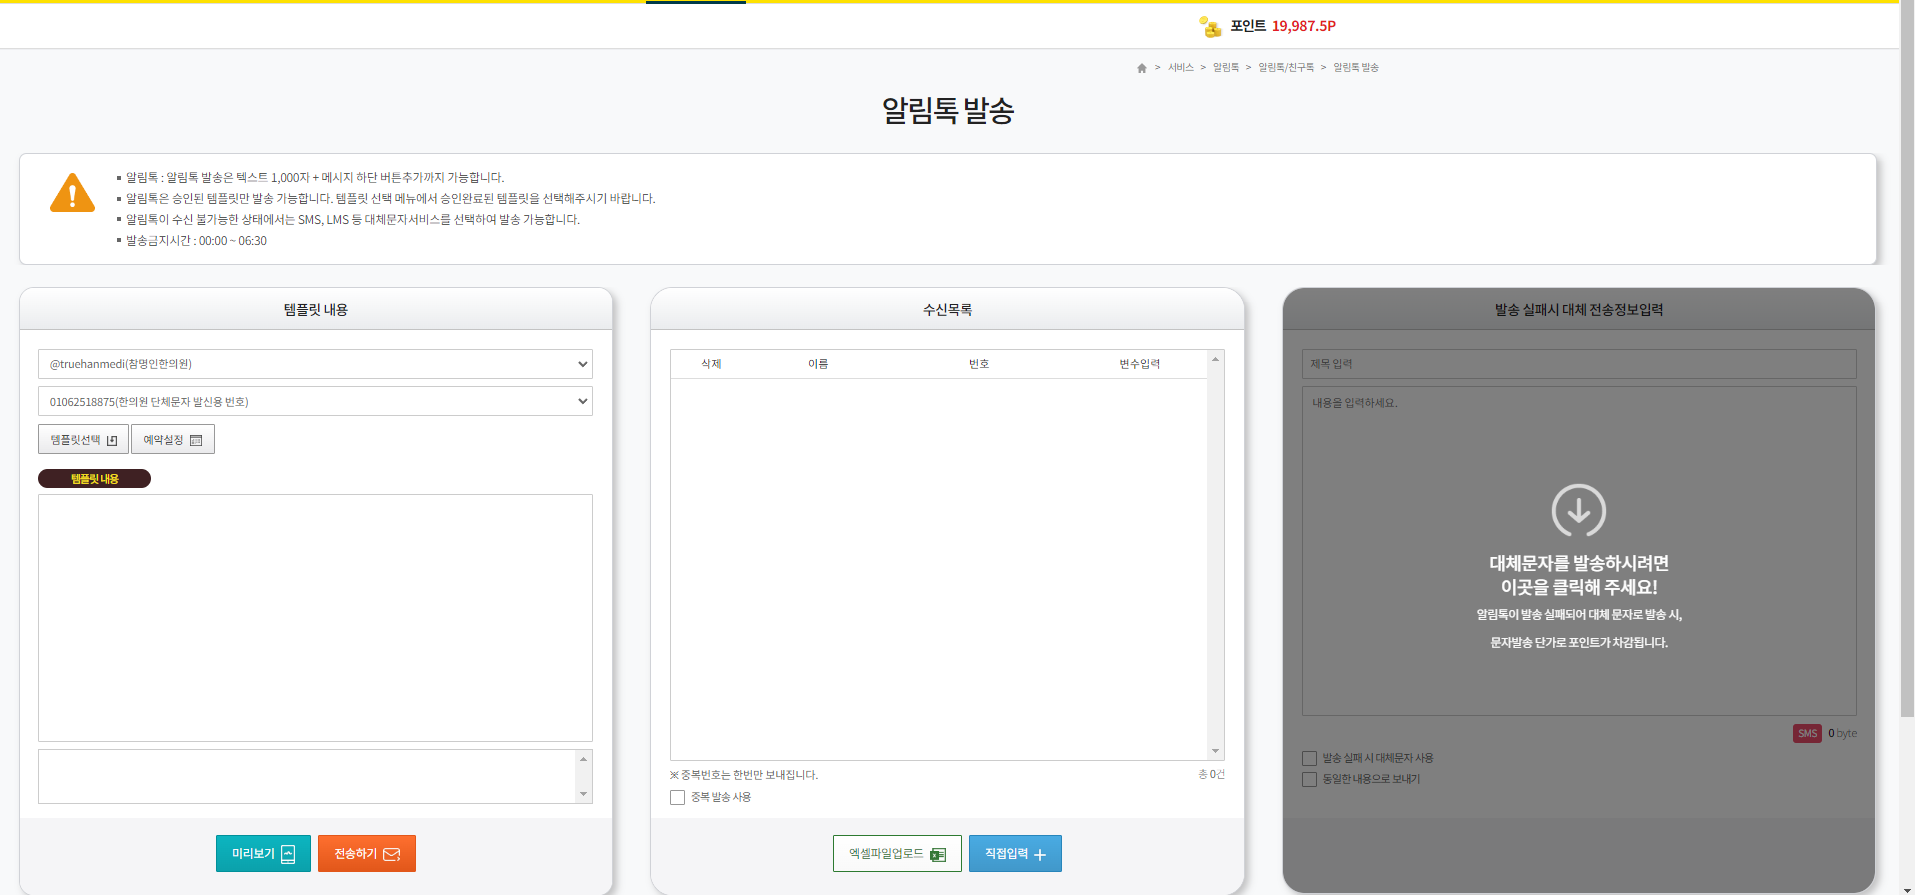 포인트 19,987.5P
> 서비스 > 알림톡 > 알림톡/친구톡 > 알림톡 발송
알림톡 발송
알림톡 : 알림톡 발송은 텍스트 1,000자 + 메시지 하단 버튼추가까지 가능합니다.
알림톡은 승인된 템플릿만 발송 가능합니다. 템플릿 선택 메뉴에서 승인완료된 템플릿을 선택해주시기 바랍니다.
알림톡이 수신 불가능한 상태에서는 SMS, LMS 등 대체문자서비스를 선택하여 발송 가능합니다.
발송금지시간 : 00:00 ~ 06:30
템플릿 내용
@truehanmedi(참명인한의원)
01062518875(한의원 단체문자 발신용 번호)
템플릿선택 예약설정
템플릿 내용
미리보기 전송하기
수신목록
삭제 이름 번호 변수입력
※ 중복번호는 한번만 보내집니다. 총 0건
중복 발송 사용
엑셀파일업로드 직접입력
발송 실패시 대체 전송정보입력
제목 입력
내용을 입력하세요.
대체문자를 발송하시려면
이곳을 클릭해 주세요!
알림톡이 발송 실패되어 대체 문자로 발송 시,
문자발송 단가로 포인트가 차감됩니다.
SMS 0 byte
발송 실패 시 대체문자 사용
동일한 내용으로 보내기